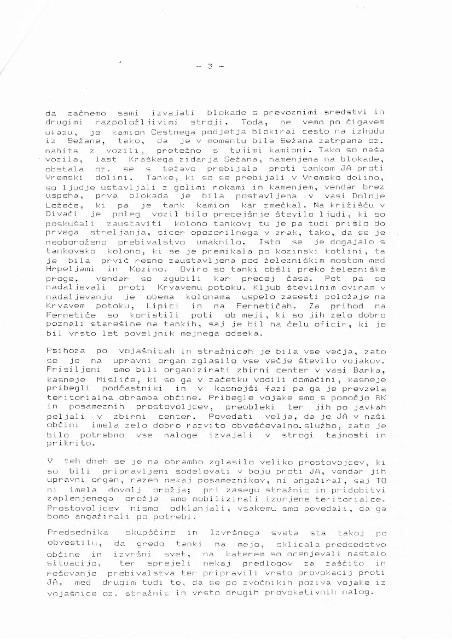 - 3 -
da začnemo sami izvajati blokade s prevoznimi sredstvi in
drugimi razpoložljivimi stroji. Toda, ne vemo po čigavem
ukazu, je kamion Cestnega podjetja blokiral cesto na izhodu
iz Sežane, tako, da je v momentu bila Sežana zatrpana oz.
nabita z vozili, pretežno s tujimi kamioni. Tako so naša
vozila, last Kraškega zidarja Sežana, namenjena na blokade,
obstala oz. se s težavo prebijala proti tankom JA proti
Vremski dolini. Tanke, ki so se prebijali v Vremsko dolino,
so ljudje ustavljali z golimi rokami in kamenjem, vendar brez
uspeha, prva blokada je bila postavljena v vasi Dolnje
Ležeče, ki pa je tank kamion kar zmečkal. Na križišču v
Divači je poleg vozil bilo precejšnje število ljudi, ki so
poskušali zaustaviti kolono tankov; tu je pa tudi prišlo do
prvega streljanja, sicer opozorilnega v zrak, tako, da se je
neoboroženo prebivalstvo umaknilo. Isto se je dogajalo s
tankovsko kolono, ki se je premikala po kozinski kotlini, ta
je bila prvič resno zaustavljena pod železniškim mostom med
Hrpeljami in Kozino. Oviro so tanki obšli preko železniške
proge, vendar so zgubili kar precej časa. Pot pa so
nadaljevali proti Krvavemu potoku. Kljub številnim oviram v
nadaljevanju je obema kolonama uspelo zasesti položaje na
Krvavem potoku, Lipici in na Fernetičah. Za prihod na
Fernetiče so koristili poti ob meji, ki so jih zelo dobro
poznali starešine na tankih, saj je bil na čelu oficir, ki je
bil vrsto let poveljnik mejnega odseka.
Psihoza po vojašnicah in stražnicah je bila vse večja, zato
se je na upravni organ zglasilo vse večje število vojakov.
Prisiljeni smo bili organizirati zbirni center v vasi Barka,
kasneje Misliče, ki so ga v začetku vodili domačini, kasneje
pribegli podčastniki in v kasnejši fazi pa ga je prevzela
teritorialna obramba občine. Pribegle vojake smo s pomočjo RK
in posameznih prostovoljcev, preobleki ter jih po javkah
peljali v zbirni center. Povedati velja, da je JA v naši
občini imela zelo dobro razvito obveščevalno službo, zato je
bilo potrebno vse naloge izvajati v strogi tajnosti in
prikrito.
V teh dneh se je na obrambo zglasilo veliko prostovojcev, ki
so bili pripravljeni sodelovati v boju proti JA, vendar jih
upravni organ, razen nekaj posameznikov, ni angažiral, saj TO
ni imela dovolj orožja; pri zasegu stražnic in pridobitvi
zaplenjenega orožja smo mobilizirali izurjene teritorialce.
Prostovoljcev nismo odklanjali, vsakemu smo povedali, da ga
bomo angažirali po potrebi.
Predsednika skupščine in izvršnega sveta sta takoj po
obvestilu, da gredo tanki na mejo, sklicala predsedstvo
občine in izvršni svet, na katerem so ocenjevali nastalo
situacijo, ter sprejeli nekaj predlogov za zaščito in
reševanje prebivalstva ter pripravili vrsto provokacij proti
JA, med drugim tudi to, da se po zvočnikih poziva vojake iz
vojašnice oz. stražnic in vrsto drugih provokativnih nalog.